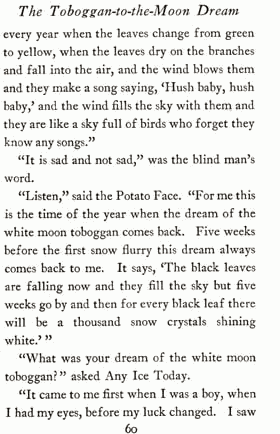 The Toboggan-to-the-Moon Dream
every year when the leaves change from green
to yellow, when the leaves dry on the branches
and fall into the air, and the wind blows them
and they make a song saying, ‘Hush baby, hush
baby,’ and the wind fills the sky with them and
they are like a sky full of birds who forget they
know any songs.”
“It is sad and not sad,” was the blind man’s
word.
“Listen,” said the Potato Face. “For me this
is the time of the year when the dream of the
white moon toboggan comes back. Five weeks
before the first snow flurry this dream always
comes back to me. It says, ‘The black leaves
are falling now and they fill the sky but five
weeks go by and then for every black leaf there
will be a thousand snow crystals shining
white.’ ”
“What was your dream of the white moon
toboggan?” asked Any Ice Today.
“It came to me first when I was a boy, when
I had my eyes, before my luck changed. I saw
60